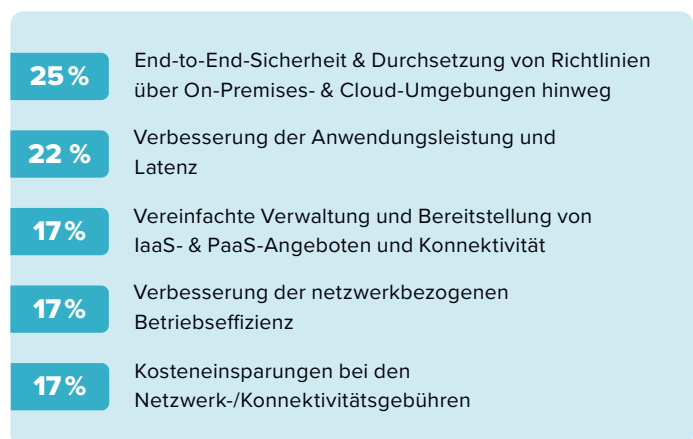 25 %
End-to-End-Sicherheit & Durchsetzung von Richtlinien
über On-Premises- & Cloud-Umgebungen hinweg
22 %
Verbesserung der Anwendungsleistung und
Latenz
17 %
Vereinfachte Verwaltung und Bereitstellung von
IaaS- & PaaS-Angeboten und Konnektivität
17 %
Verbesserung der netzwerkbezogenen
Betriebseffizienz
17 %
Kosteneinsparungen bei den
Netzwerk-/Konnektivitätsgebühren